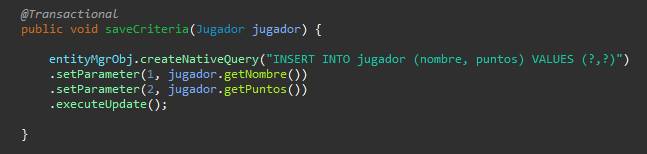 @Transactional
public void saveCriteria(Jugador jugador) {
entityMgrObj.createNativeQuery("INSERT INTO jugador (nombre, puntos) VALUES (?,?)")
.setParameter(1, jugador.getNombre())
.setParameter(2, jugador.getPuntos())
.executeUpdate();
}